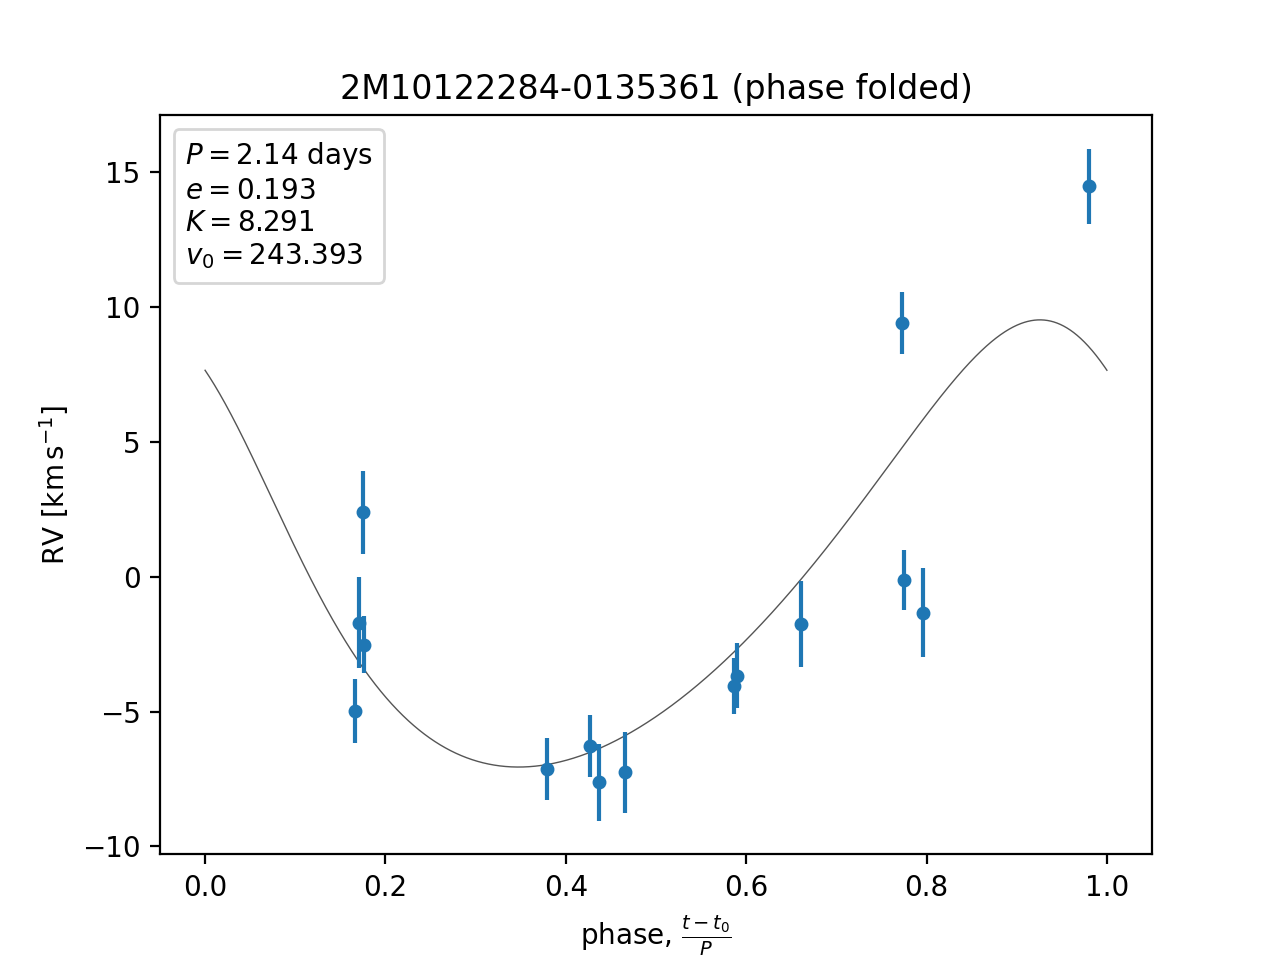 2M10122284-0135361 (phase folded)
P = 2.14 days
e = 0.193
K = 8.291
v₀ = 243.393
RV [km s⁻¹]
15
10
5
0
−5
−10
0.0 0.2 0.4 0.6 0.8 1.0
phase, (t − t₀)/P